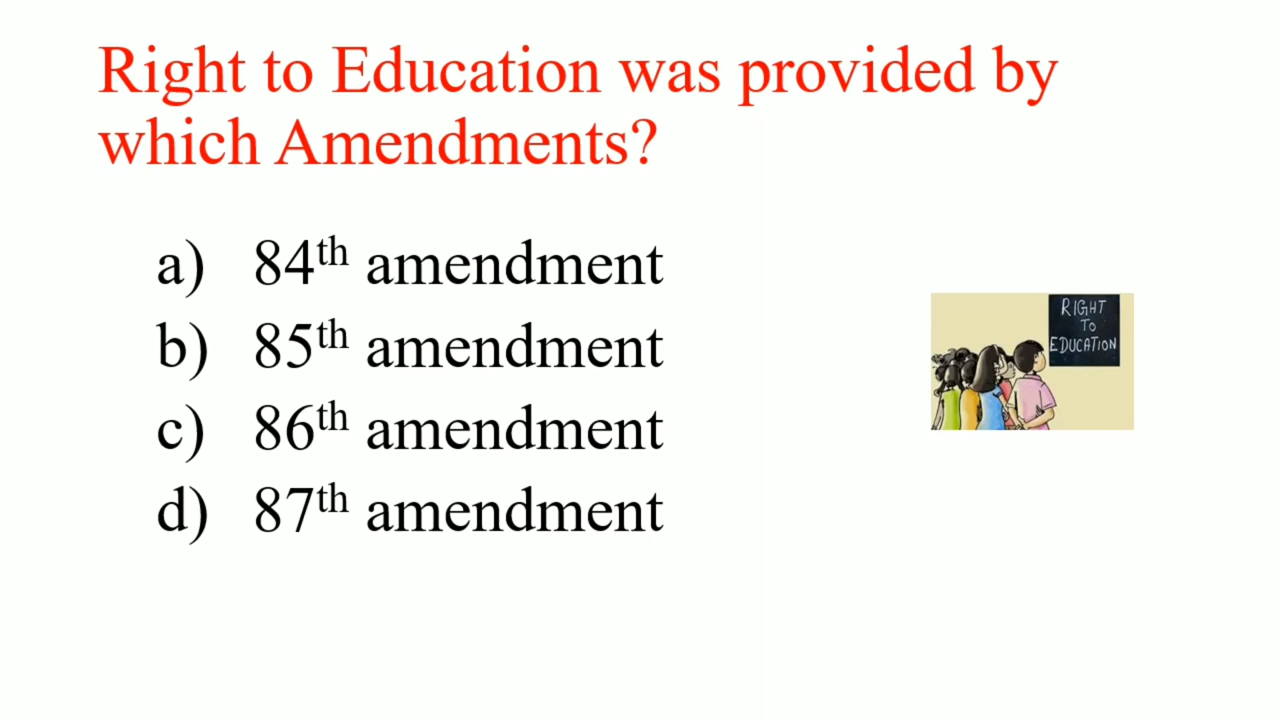 Right to Education was provided by
which Amendments?
a) 84th amendment
b) 85th amendment
c) 86th amendment
d) 87th amendment
RIGHT
TO
EDUCATION